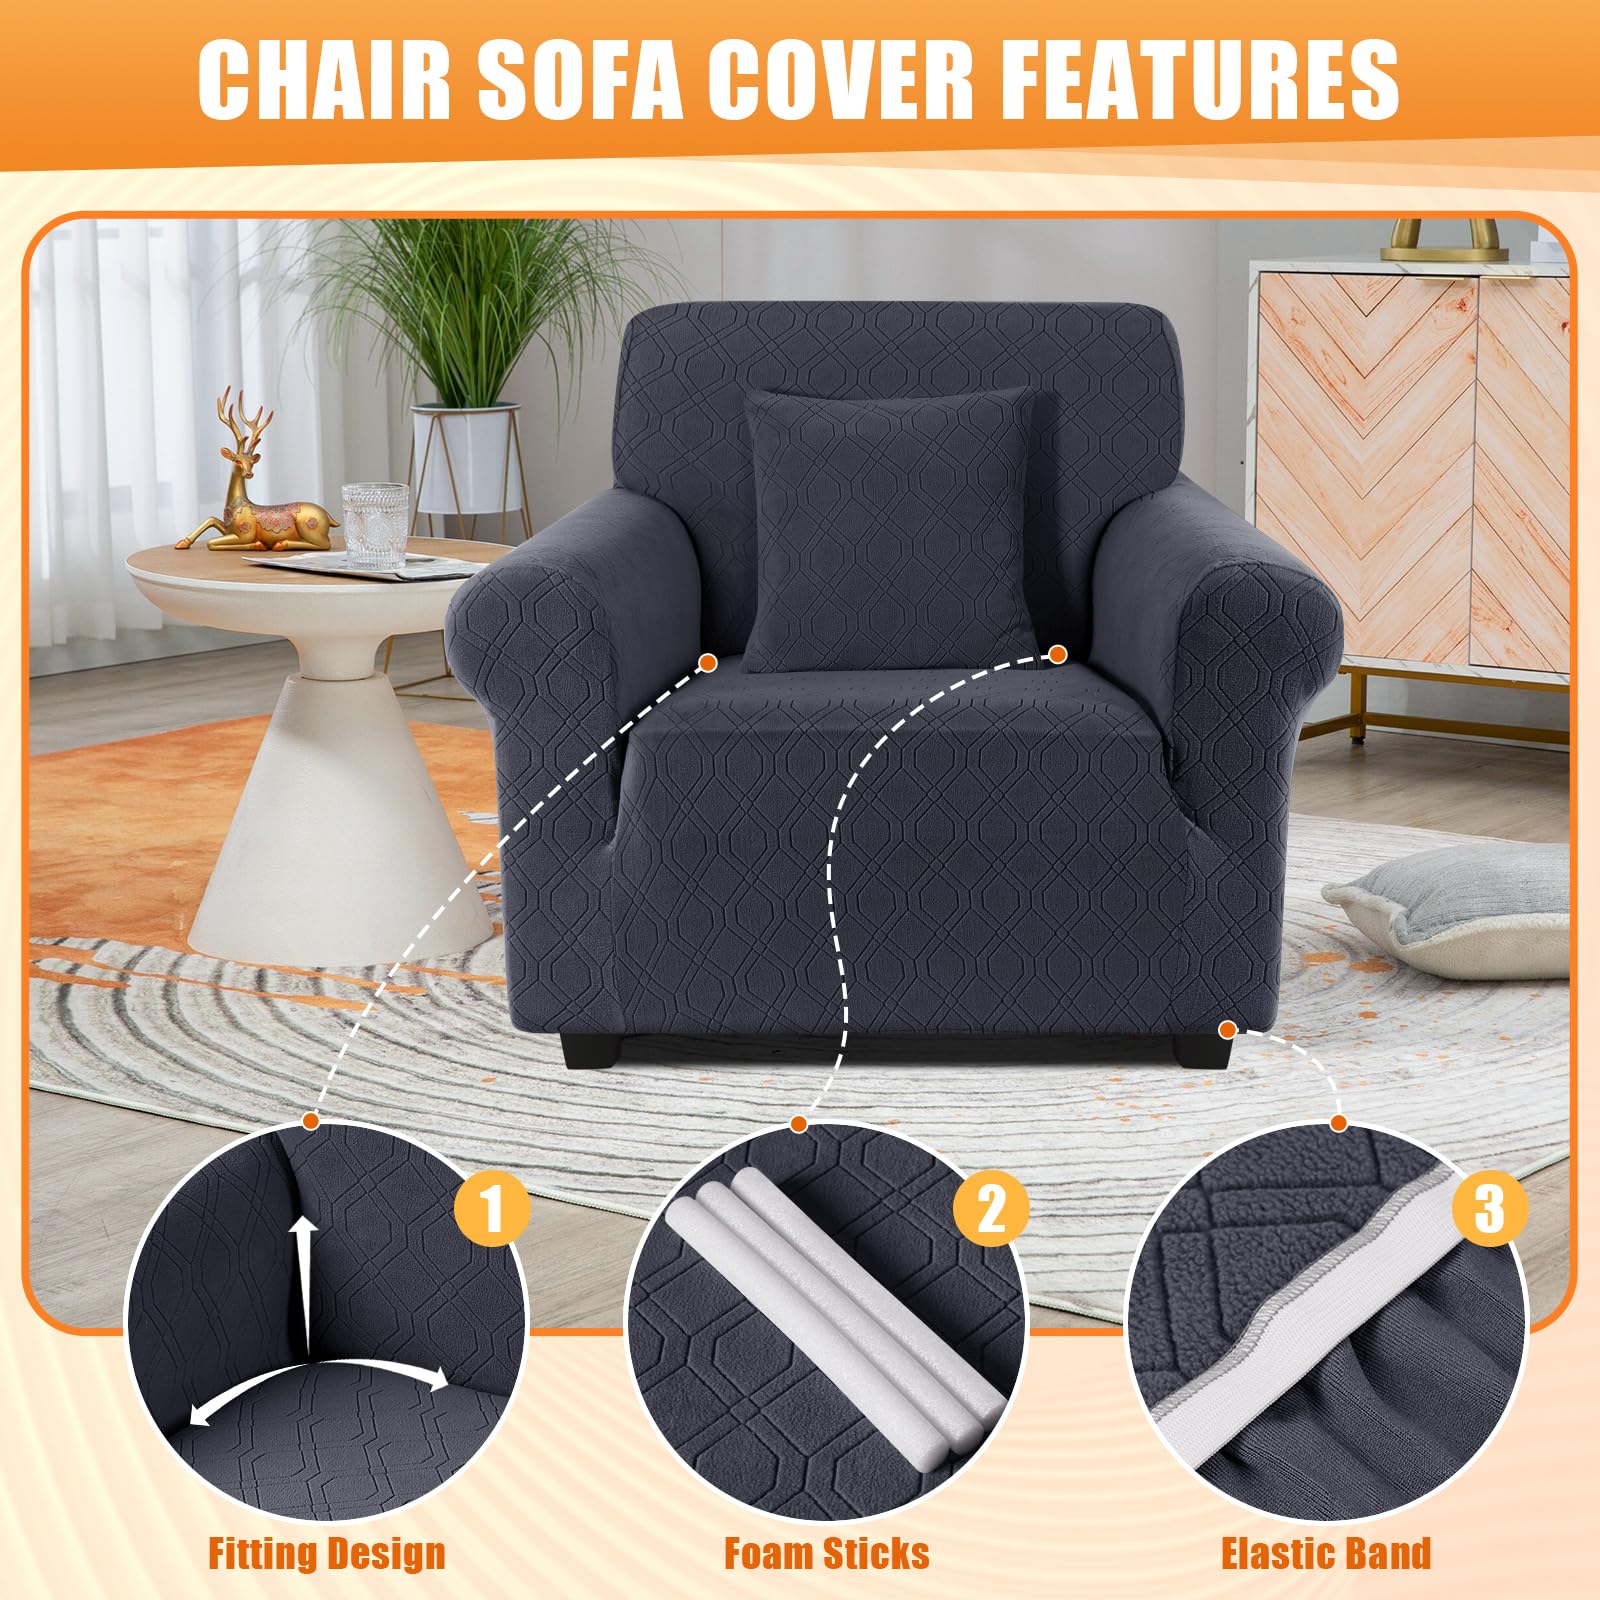 CHAIR SOFA COVER FEATURES
1
2
3
Fitting Design
Foam Sticks
Elastic Band